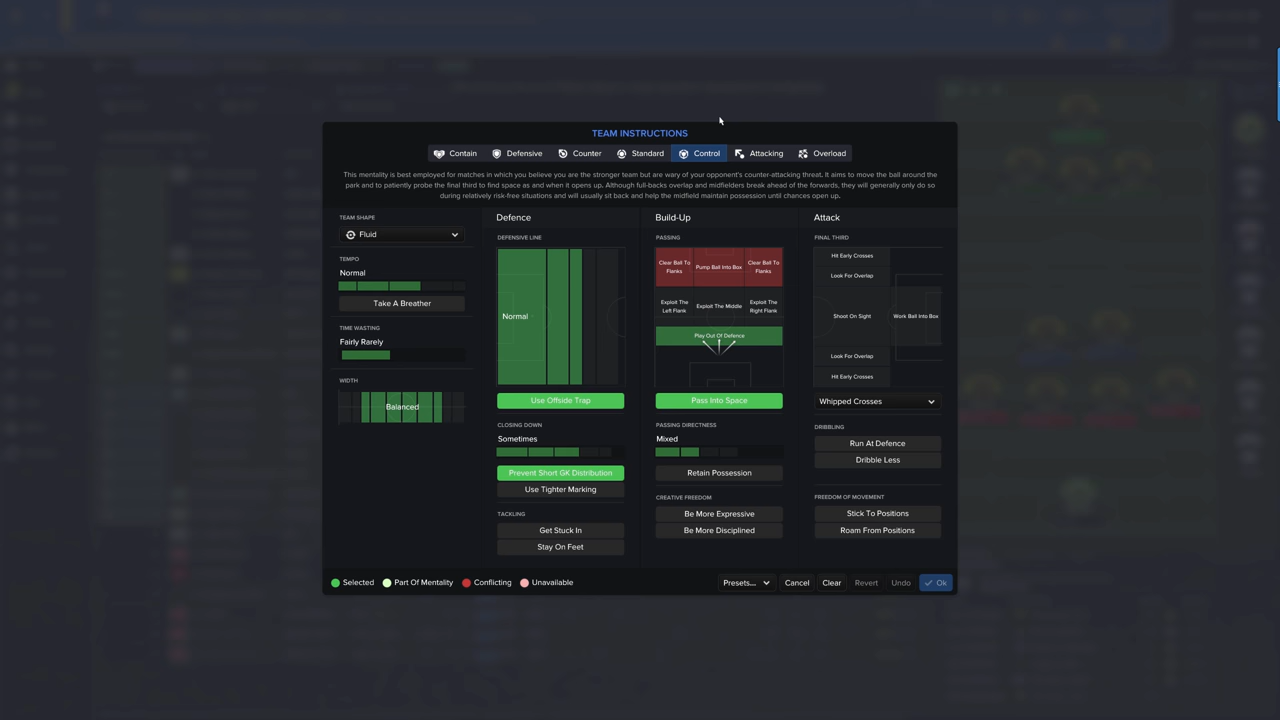 TEAM INSTRUCTIONS
Contain Defensive Counter Standard Control Attacking Overload
This mentality is best employed for matches in which you believe you are the stronger team but are wary of your opponent's counter-attacking threat. It aims to move the ball around the
park and to patiently probe the final third to find space as and when it opens up. Although full-backs overlap and midfielders break ahead of the forwards, they will generally only do so
during relatively risk-free situations and will usually sit back and help the midfield maintain possession until chances open up.
TEAM SHAPE
Fluid
TEMPO
Normal
Take A Breather
TIME WASTING
Fairly Rarely
WIDTH
Balanced
Defence
DEFENSIVE LINE
Normal
Use Offside Trap
CLOSING DOWN
Sometimes
Prevent Short GK Distribution
Use Tighter Marking
TACKLING
Get Stuck In
Stay On Feet
Build-Up
PASSING
Clear Ball To
Flanks
Pump Ball Into Box
Clear Ball To
Flanks
Exploit The
Left Flank
Exploit The Middle
Exploit The
Right Flank
Play Out Of Defence
Pass Into Space
PASSING DIRECTNESS
Mixed
Retain Possession
CREATIVE FREEDOM
Be More Expressive
Be More Disciplined
Attack
FINAL THIRD
Hit Early Crosses
Look For Overlap
Shoot On Sight
Work Ball Into Box
Look For Overlap
Hit Early Crosses
Whipped Crosses
DRIBBLING
Run At Defence
Dribble Less
FREEDOM OF MOVEMENT
Stick To Positions
Roam From Positions
Selected Part Of Mentality Conflicting Unavailable
Presets... Cancel Clear Revert Undo Ok